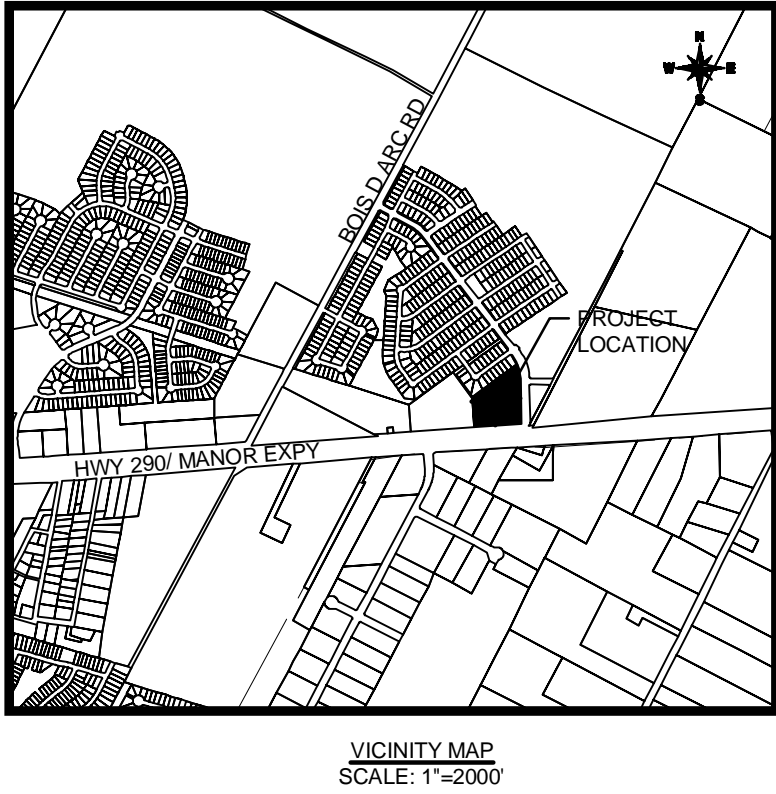 N
W E
S
BOIS D ARC RD
PROJECT
LOCATION
HWY 290/ MANOR EXPY
VICINITY MAP
SCALE: 1"=2000'